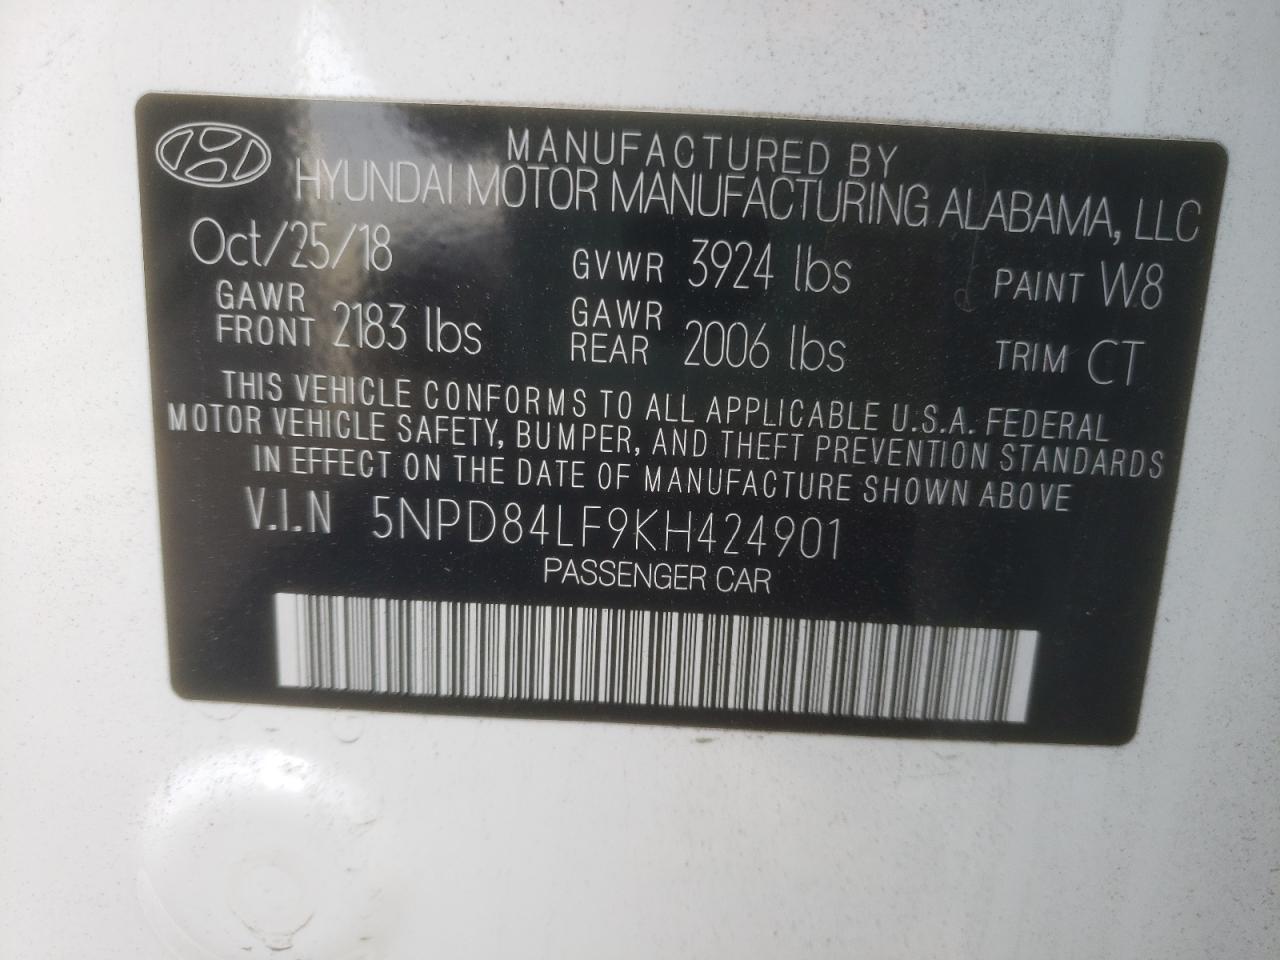 MANUFACTURED BY
HYUNDAI MOTOR MANUFACTURING ALABAMA, LLC
Oct/25/18 GVWR 3924 lbs PAINT W8
GAWR FRONT 2183 lbs GAWR REAR 2006 lbs TRIM CT
THIS VEHICLE CONFORMS TO ALL APPLICABLE U.S.A. FEDERAL
MOTOR VEHICLE SAFETY, BUMPER, AND THEFT PREVENTION STANDARDS
IN EFFECT ON THE DATE OF MANUFACTURE SHOWN ABOVE
V.I.N 5NPD84LF9KH424901
PASSENGER CAR